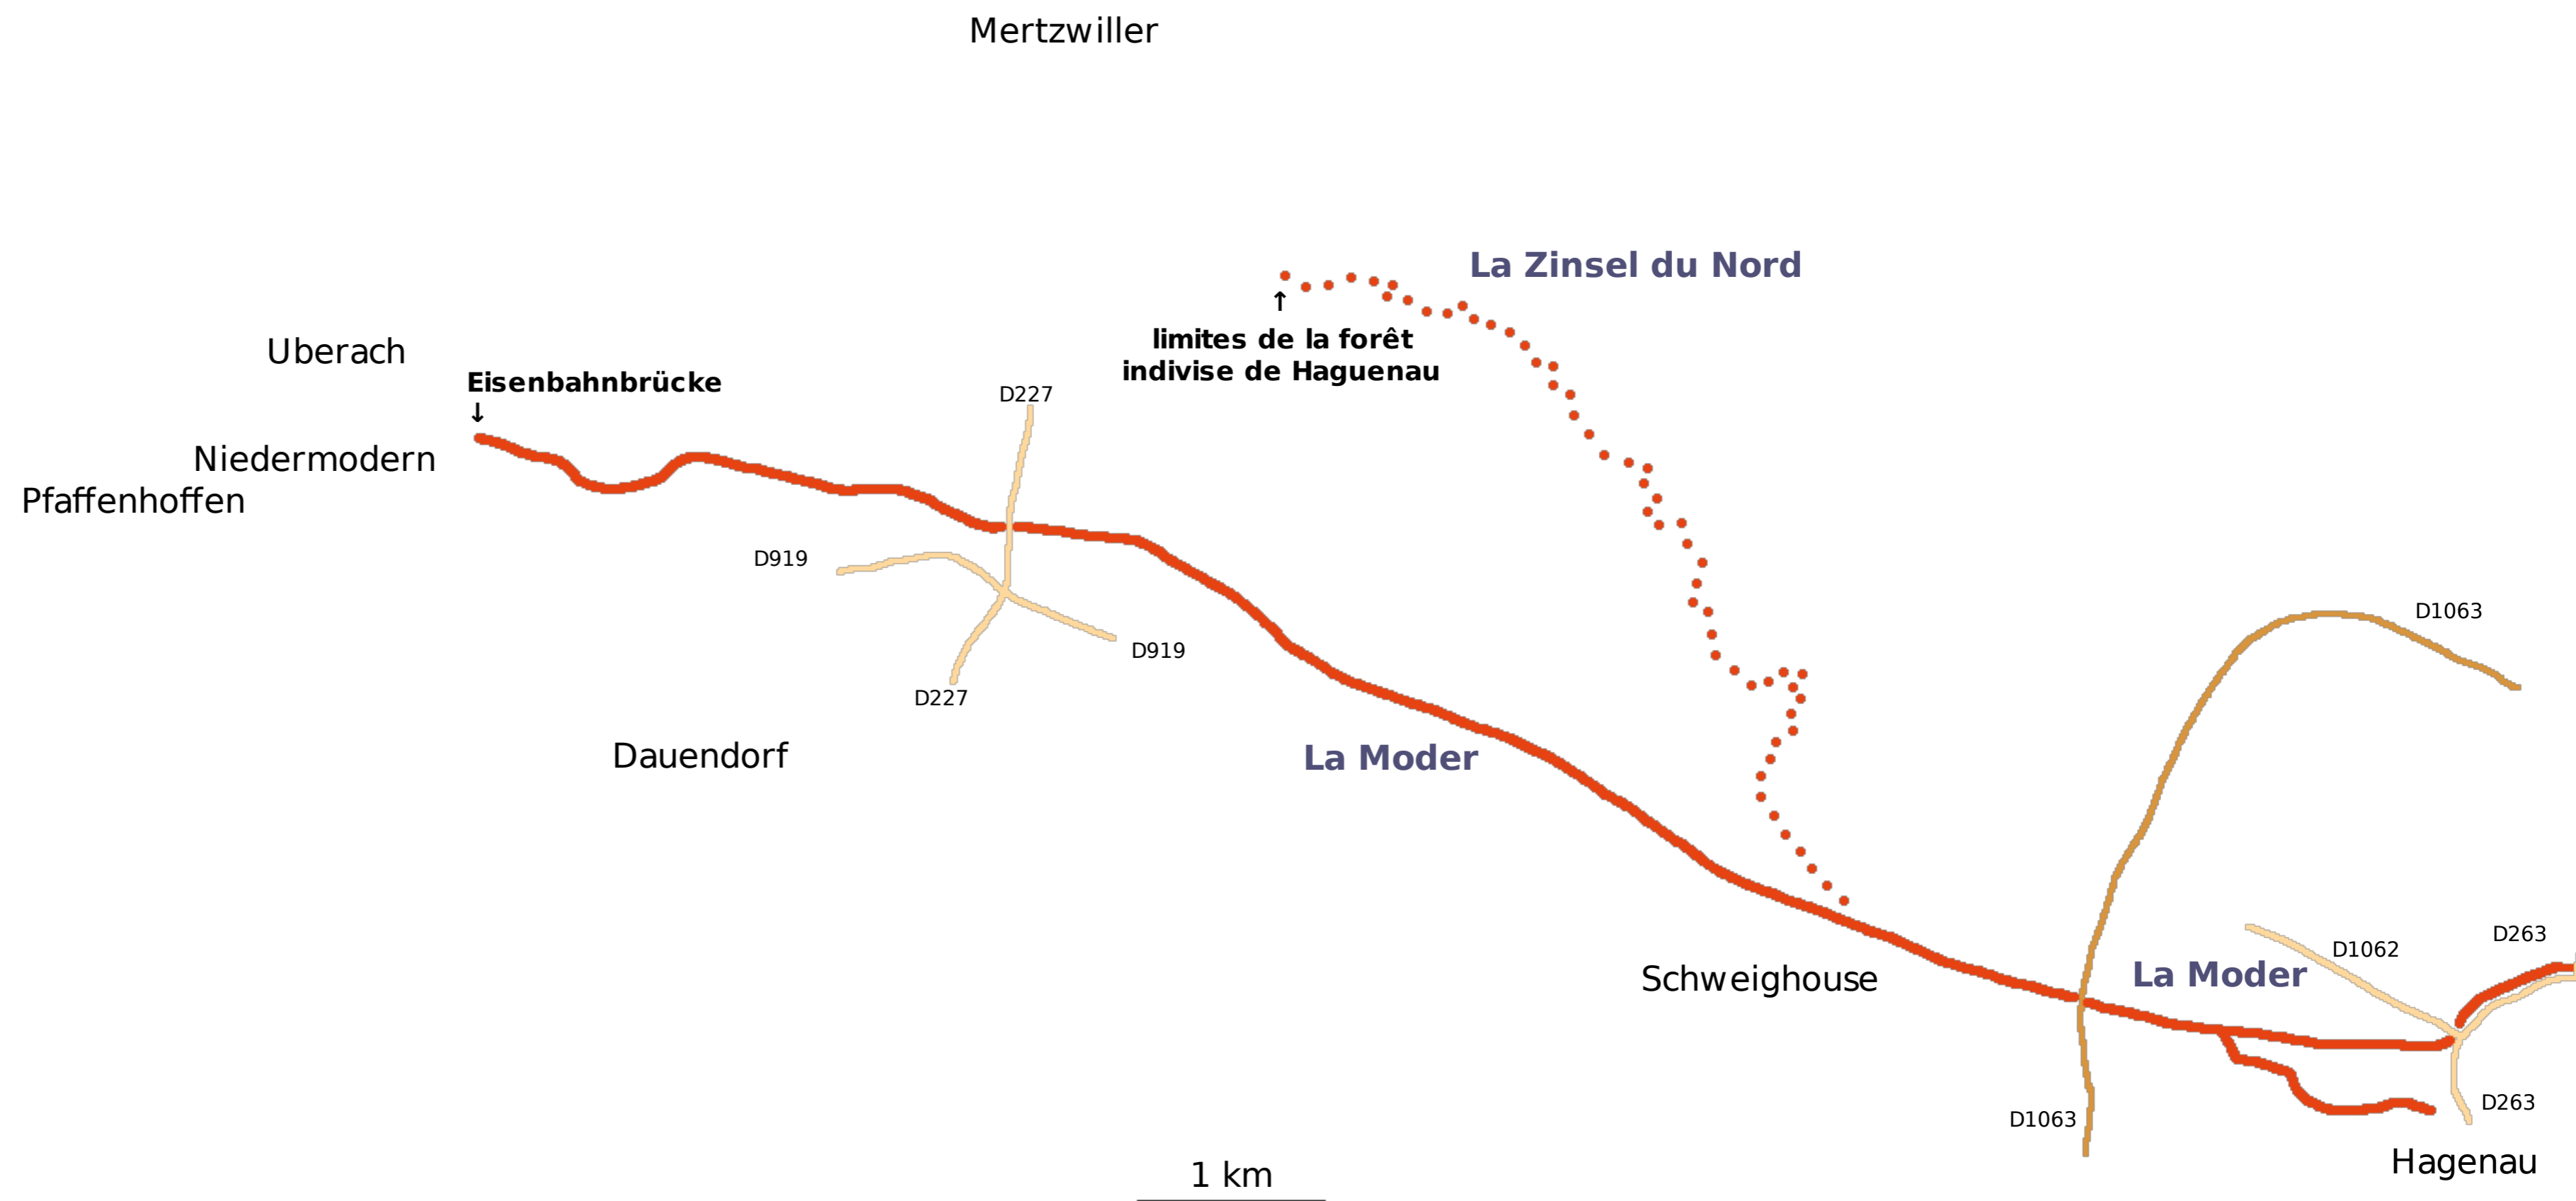 Mertzwiller
La Zinsel du Nord
↑
limites de la forêt
indivise de Haguenau
Uberach
Eisenbahnbrücke
↓
D227
Niedermodern
Pfaffenhoffen
D919
D919
D227
Dauendorf
La Moder
D1063
D263
D1062
La Moder
Schweighouse
D263
D1063
Hagenau
1 km